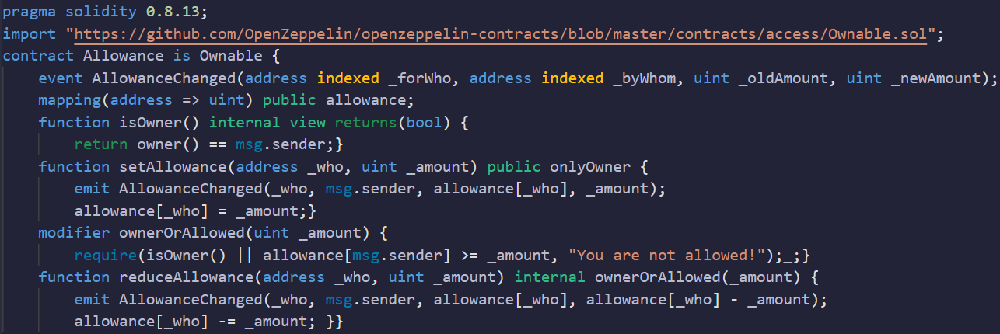 pragma solidity 0.8.13;
import "https://github.com/OpenZeppelin/openzeppelin-contracts/blob/master/contracts/access/Ownable.sol";
contract Allowance is Ownable {
    event AllowanceChanged(address indexed _forWho, address indexed _byWhom, uint _oldAmount, uint _newAmount);
    mapping(address => uint) public allowance;
    function isOwner() internal view returns(bool) {
        return owner() == msg.sender;}
    function setAllowance(address _who, uint _amount) public onlyOwner {
        emit AllowanceChanged(_who, msg.sender, allowance[_who], _amount);
        allowance[_who] = _amount;}
    modifier ownerOrAllowed(uint _amount) {
        require(isOwner() || allowance[msg.sender] >= _amount, "You are not allowed!");_;}
    function reduceAllowance(address _who, uint _amount) internal ownerOrAllowed(_amount) {
        emit AllowanceChanged(_who, msg.sender, allowance[_who], allowance[_who] - _amount);
        allowance[_who] -= _amount; }}